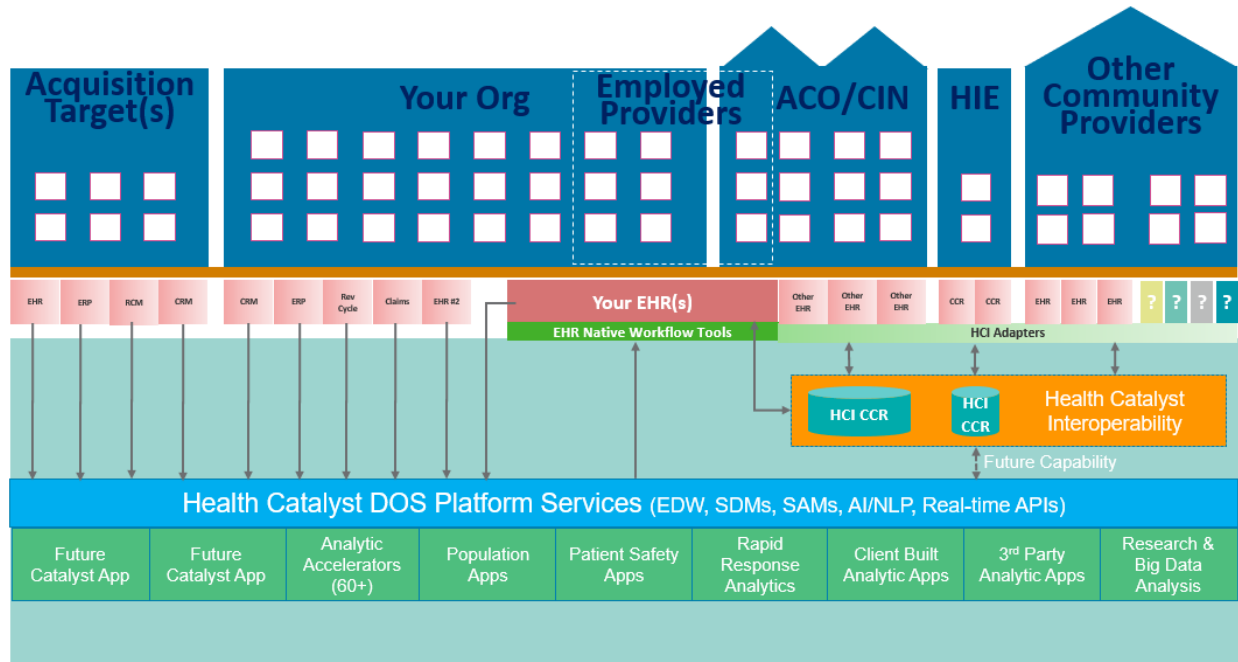 Acquisition
Target(s)
Your Org
Employed
Providers
ACO/CIN
HIE
Other
Community
Providers
EHR
ERP
RCM
CRM
CRM
ERP
Rev
Cycle
Claims
EHR #2
Your EHR(s)
EHR Native Workflow Tools
Other
EHR
Other
EHR
Other
EHR
CCR
CCR
EHR
EHR
EHR
?
?
?
?
HCI Adapters
HCI CCR
HCI
CCR
Health Catalyst
Interoperability
Future Capability
Health Catalyst DOS Platform Services (EDW, SDMs, SAMs, AI/NLP, Real-time APIs)
Future
Catalyst App
Future
Catalyst App
Analytic
Accelerators
(60+)
Population
Apps
Patient Safety
Apps
Rapid
Response
Analytics
Client Built
Analytic Apps
3rd Party
Analytic Apps
Research &
Big Data
Analysis